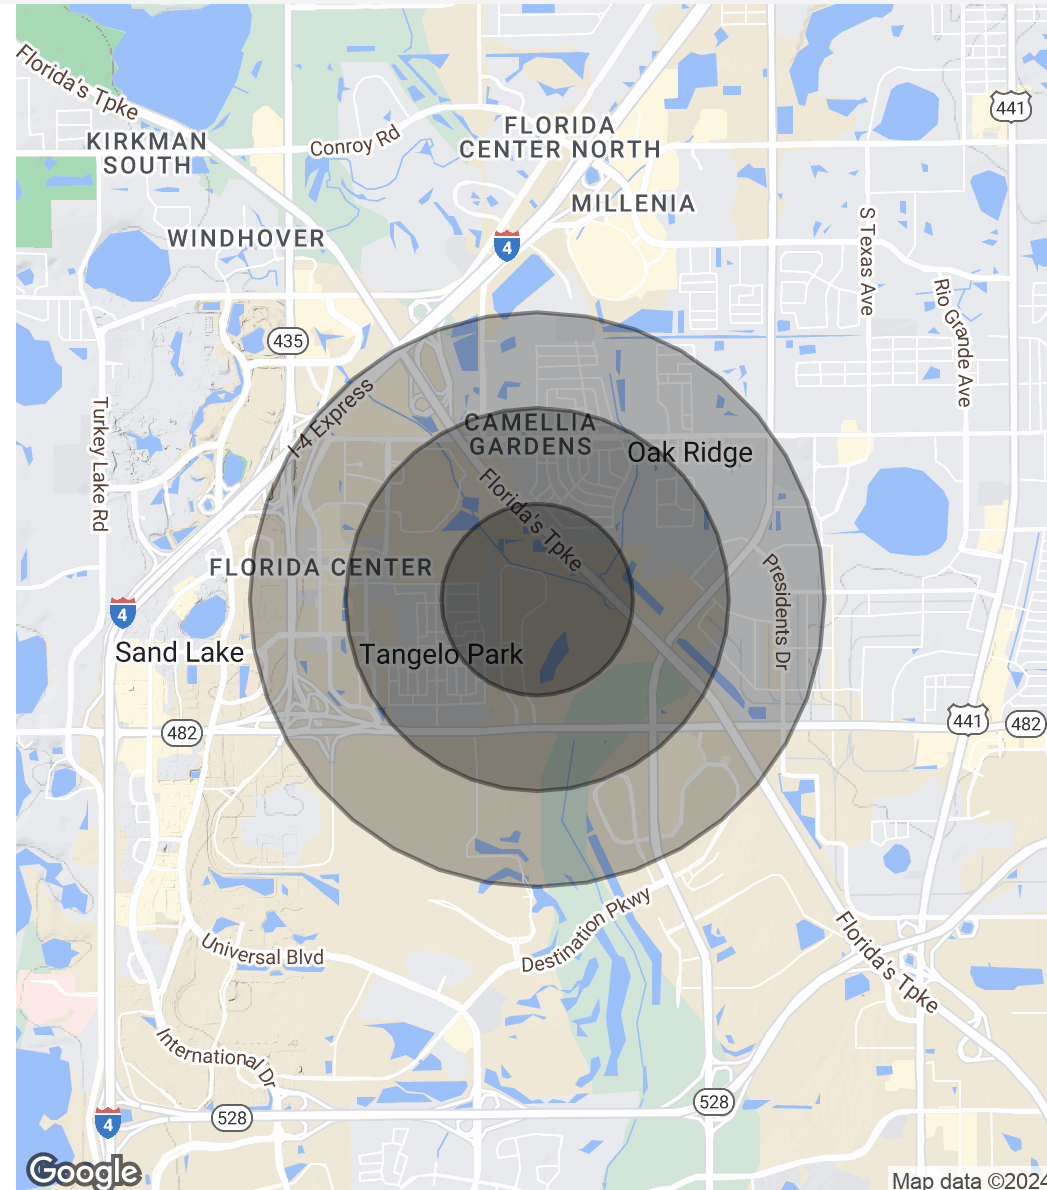 Florida's Tpke
441
KIRKMAN
SOUTH
Conroy Rd
FLORIDA
CENTER NORTH
MILLENIA
WINDHOVER
4
S Texas Ave
Rio Grande Ave
435
I-4 Express
Turkey Lake Rd
CAMELLIA
GARDENS
Oak Ridge
Florida's Tpke
FLORIDA CENTER
Presidents Dr
4
Sand Lake
Tangelo Park
482
441
482
Universal Blvd
Destination Pkwy
Florida's Tpke
International Dr
528
528
4
Google
Map data ©2024